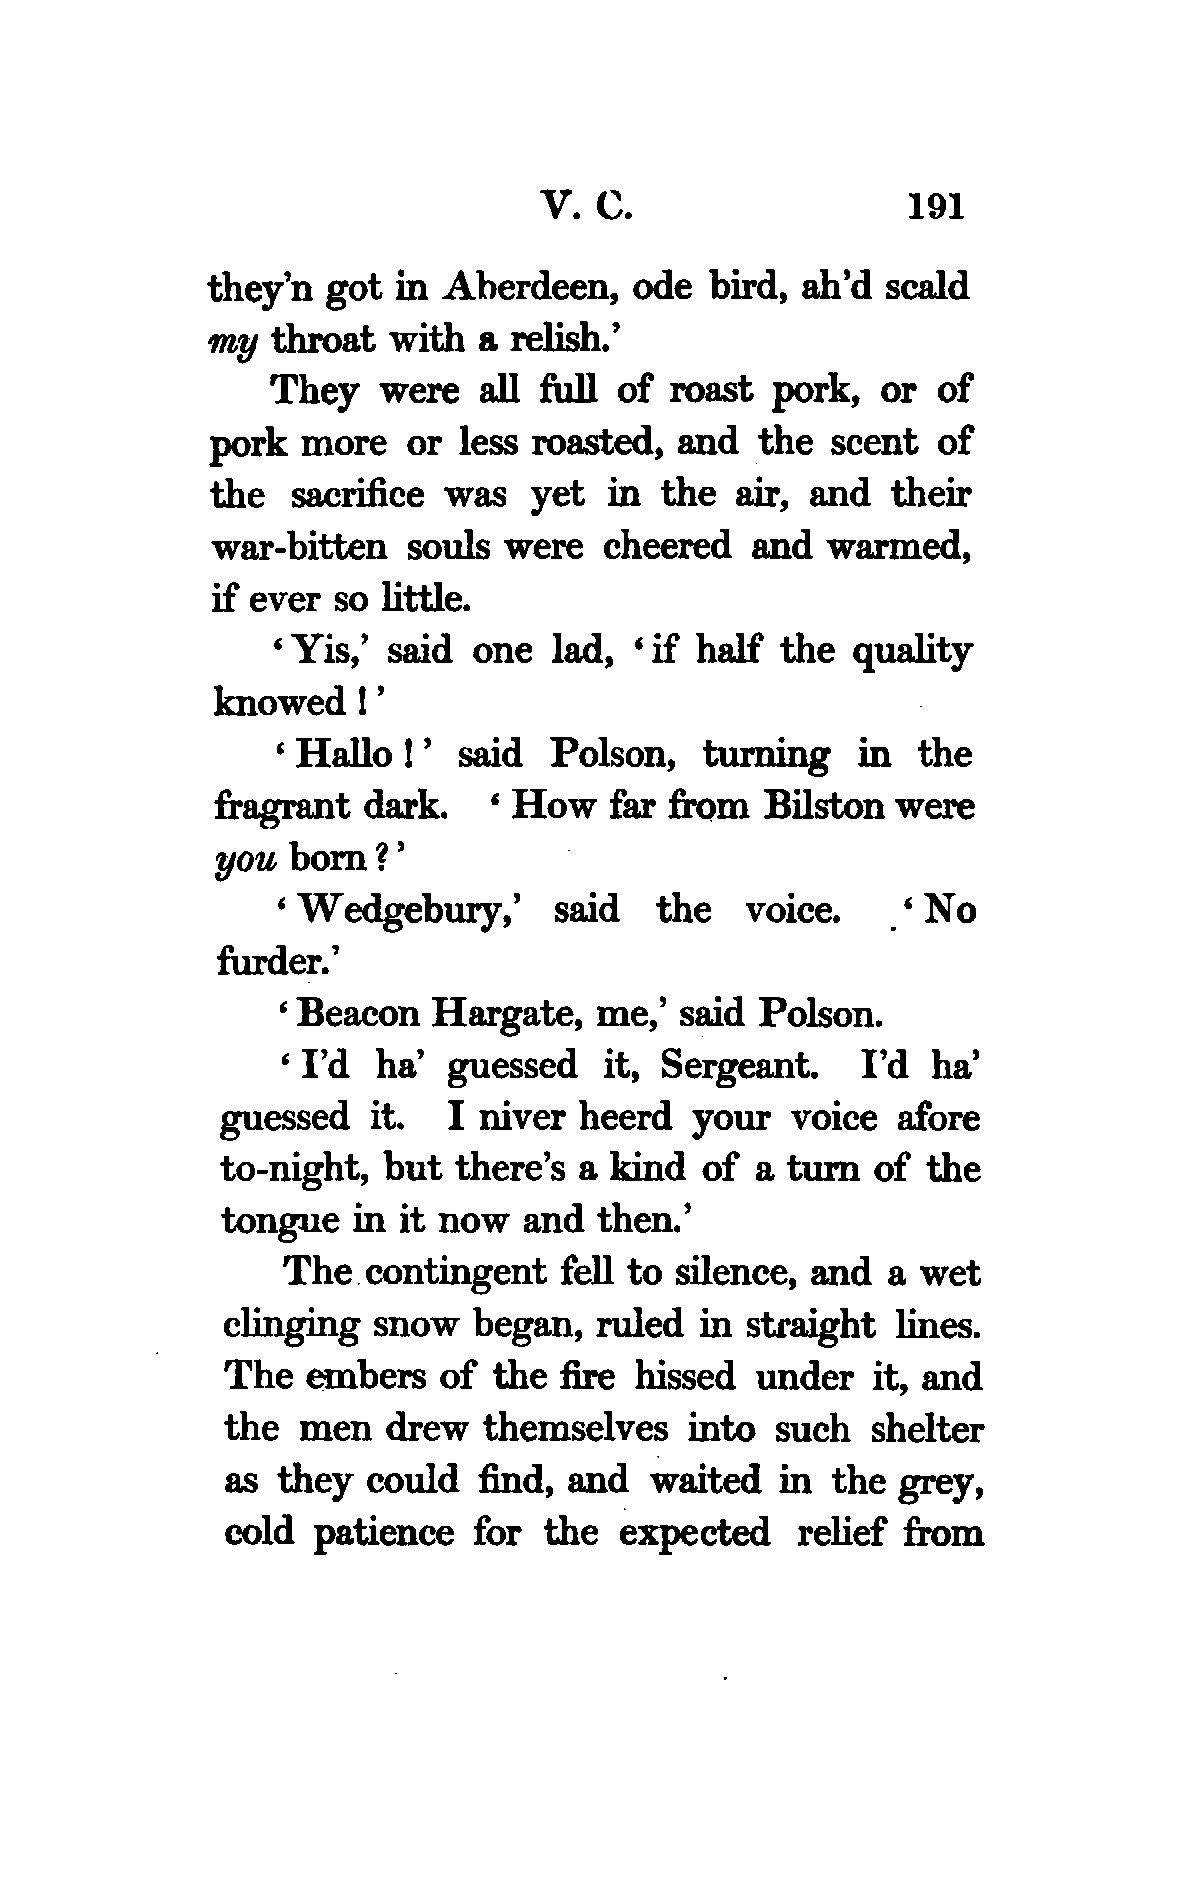 V. C. 191
they'n got in Aberdeen, ode bird, ah'd scald
my throat with a relish.'
They were all full of roast pork, or of
pork more or less roasted, and the scent of
the sacrifice was yet in the air, and their
war-bitten souls were cheered and warmed,
if ever so little.
'Yis,' said one lad, 'if half the quality
knowed!'
'Hallo!' said Polson, turning in the
fragrant dark. 'How far from Bilston were
you born?'
'Wedgebury,' said the voice. 'No
furder.'
'Beacon Hargate, me,' said Polson.
'I'd ha' guessed it, Sergeant. I'd ha'
guessed it. I niver heerd your voice afore
to-night, but there's a kind of a turn of the
tongue in it now and then.'
The contingent fell to silence, and a wet
clinging snow began, ruled in straight lines.
The embers of the fire hissed under it, and
the men drew themselves into such shelter
as they could find, and waited in the grey,
cold patience for the expected relief from